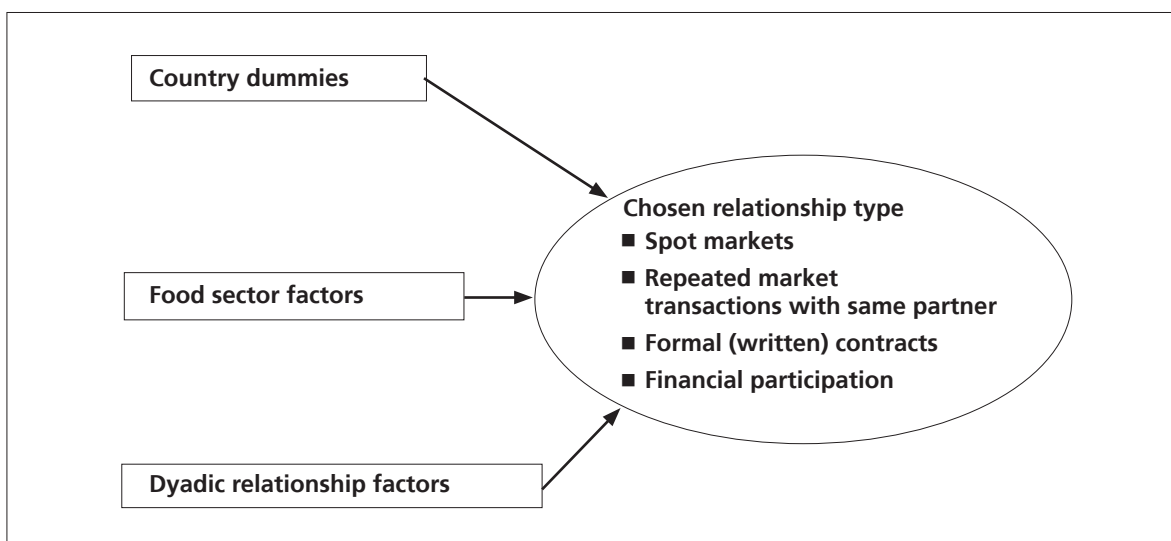 Country dummies
Food sector factors
Dyadic relationship factors
Chosen relationship type
■ Spot markets
■ Repeated market
transactions with same partner
■ Formal (written) contracts
■ Financial participation